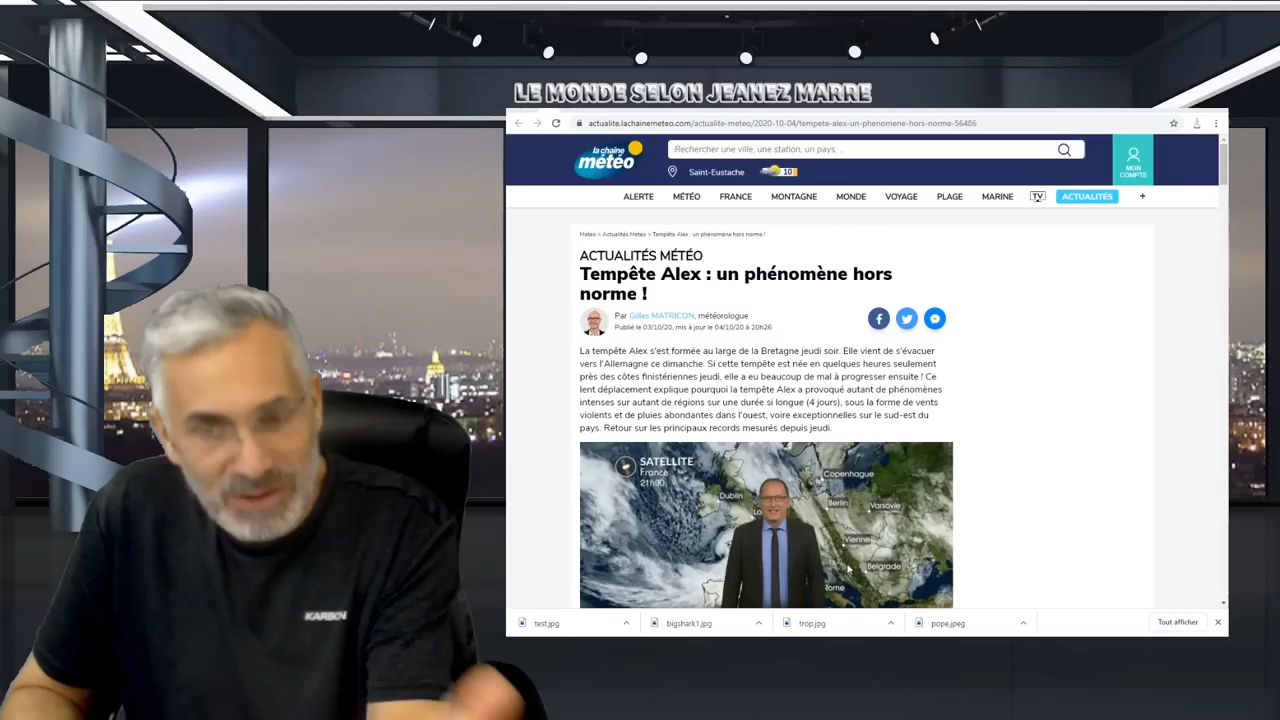 LE MONDE SELON JEANEZ MARRE
actualite.lachainemeteo.com/actualite-meteo/2020-10-04/tempete-alex-un-phenomene-hors-norme-56486
la chaîne
météo
Rechercher une ville, une station, un pays, ...
Saint-Eustache
10
MON
COMPTE
ALERTE
MÉTÉO
FRANCE
MONTAGNE
MONDE
VOYAGE
PLAGE
MARINE
TV
ACTUALITÉS
+
Météo > Actualités Météo > Tempête Alex : un phénomène hors norme !
ACTUALITÉS MÉTÉO
Tempête Alex : un phénomène hors
norme !
Par Gilles MATRICON, météorologue
Publié le 03/10/20, mis à jour le 04/10/20 à 20h26
La tempête Alex s'est formée au large de la Bretagne jeudi soir. Elle vient de s'évacuer
vers l'Allemagne ce dimanche. Si cette tempête est née en quelques heures seulement
près des côtes finistériennes jeudi, elle a eu beaucoup de mal à progresser ensuite ! Ce
lent déplacement explique pourquoi la tempête Alex a provoqué autant de phénomènes
intenses sur autant de régions sur une durée si longue (4 jours), sous la forme de vents
violents et de pluies abondantes dans l'ouest, voire exceptionnelles sur le sud-est du
pays. Retour sur les principaux records mesurés depuis jeudi.
SATELLITE
France
21h00
Copenhague
Dublin
Berlin
Varsovie
Lo
Vienne
Belgrade
Rome
KARBON
test.jpg
bigshark1.jpg
trop.jpg
pope.jpeg
Tout afficher